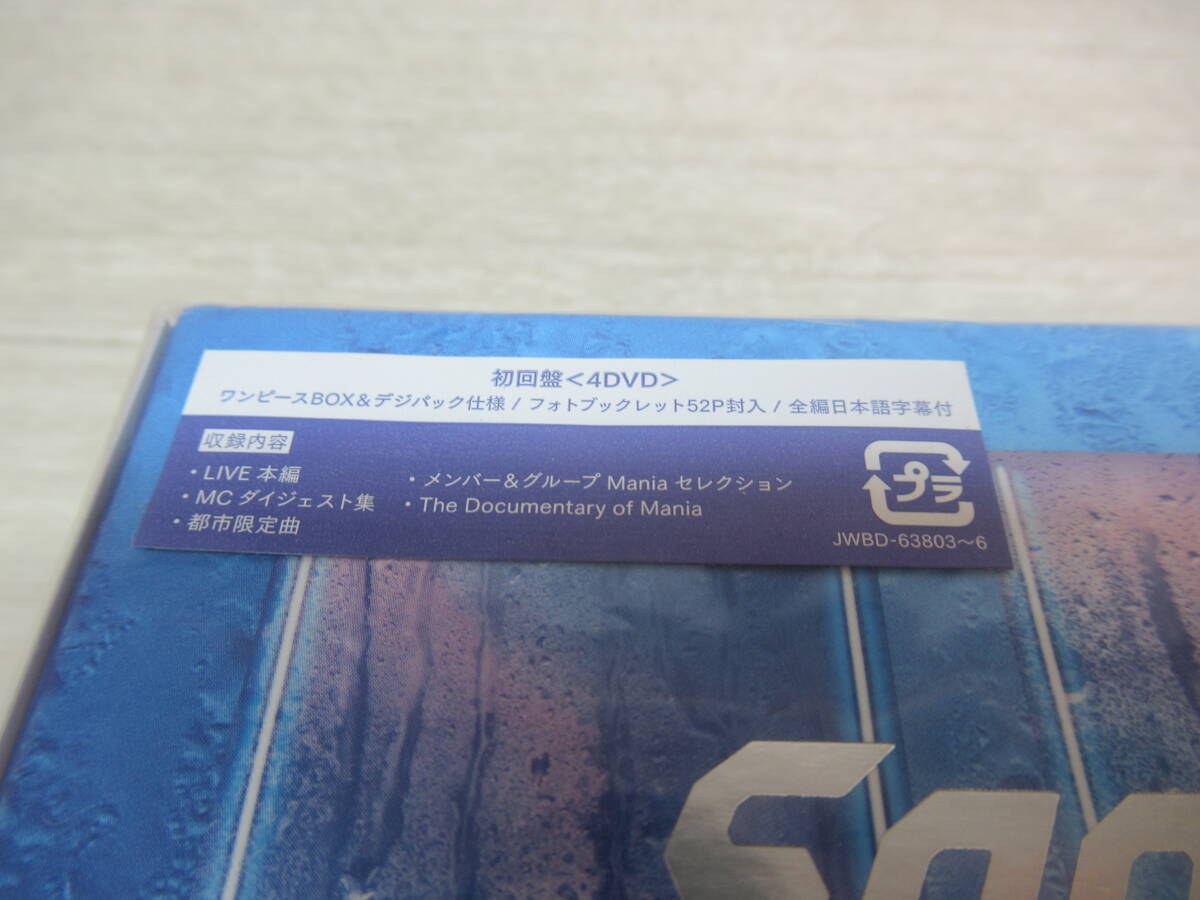 初回盤<4DVD>
ワンピースBOX&デジパック仕様 / フォトブックレット52P封入 / 全編日本語字幕付
収録内容
・LIVE 本編
・MC ダイジェスト集
・都市限定曲
・メンバー&グループ Mania セレクション
・The Documentary of Mania
プラ
JWBD-63803~6